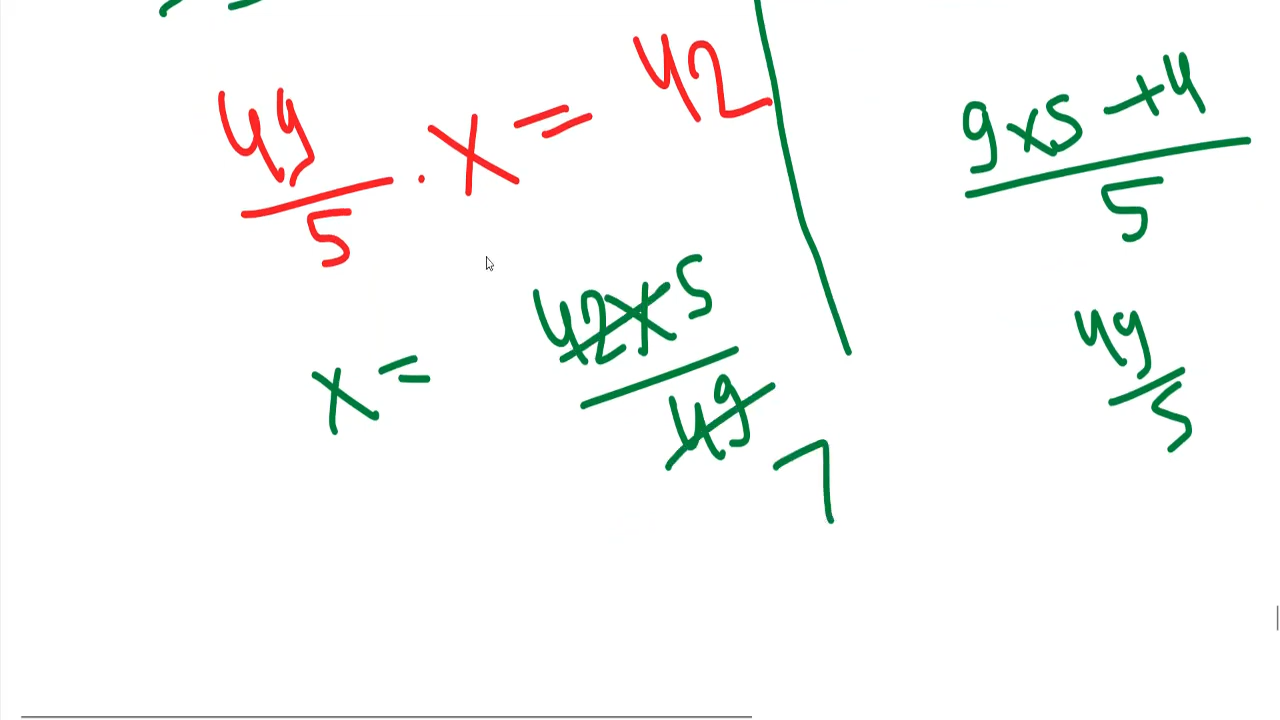 49/5 · x = 42
x = 42x5/49
7
9x5+4/5
49/5